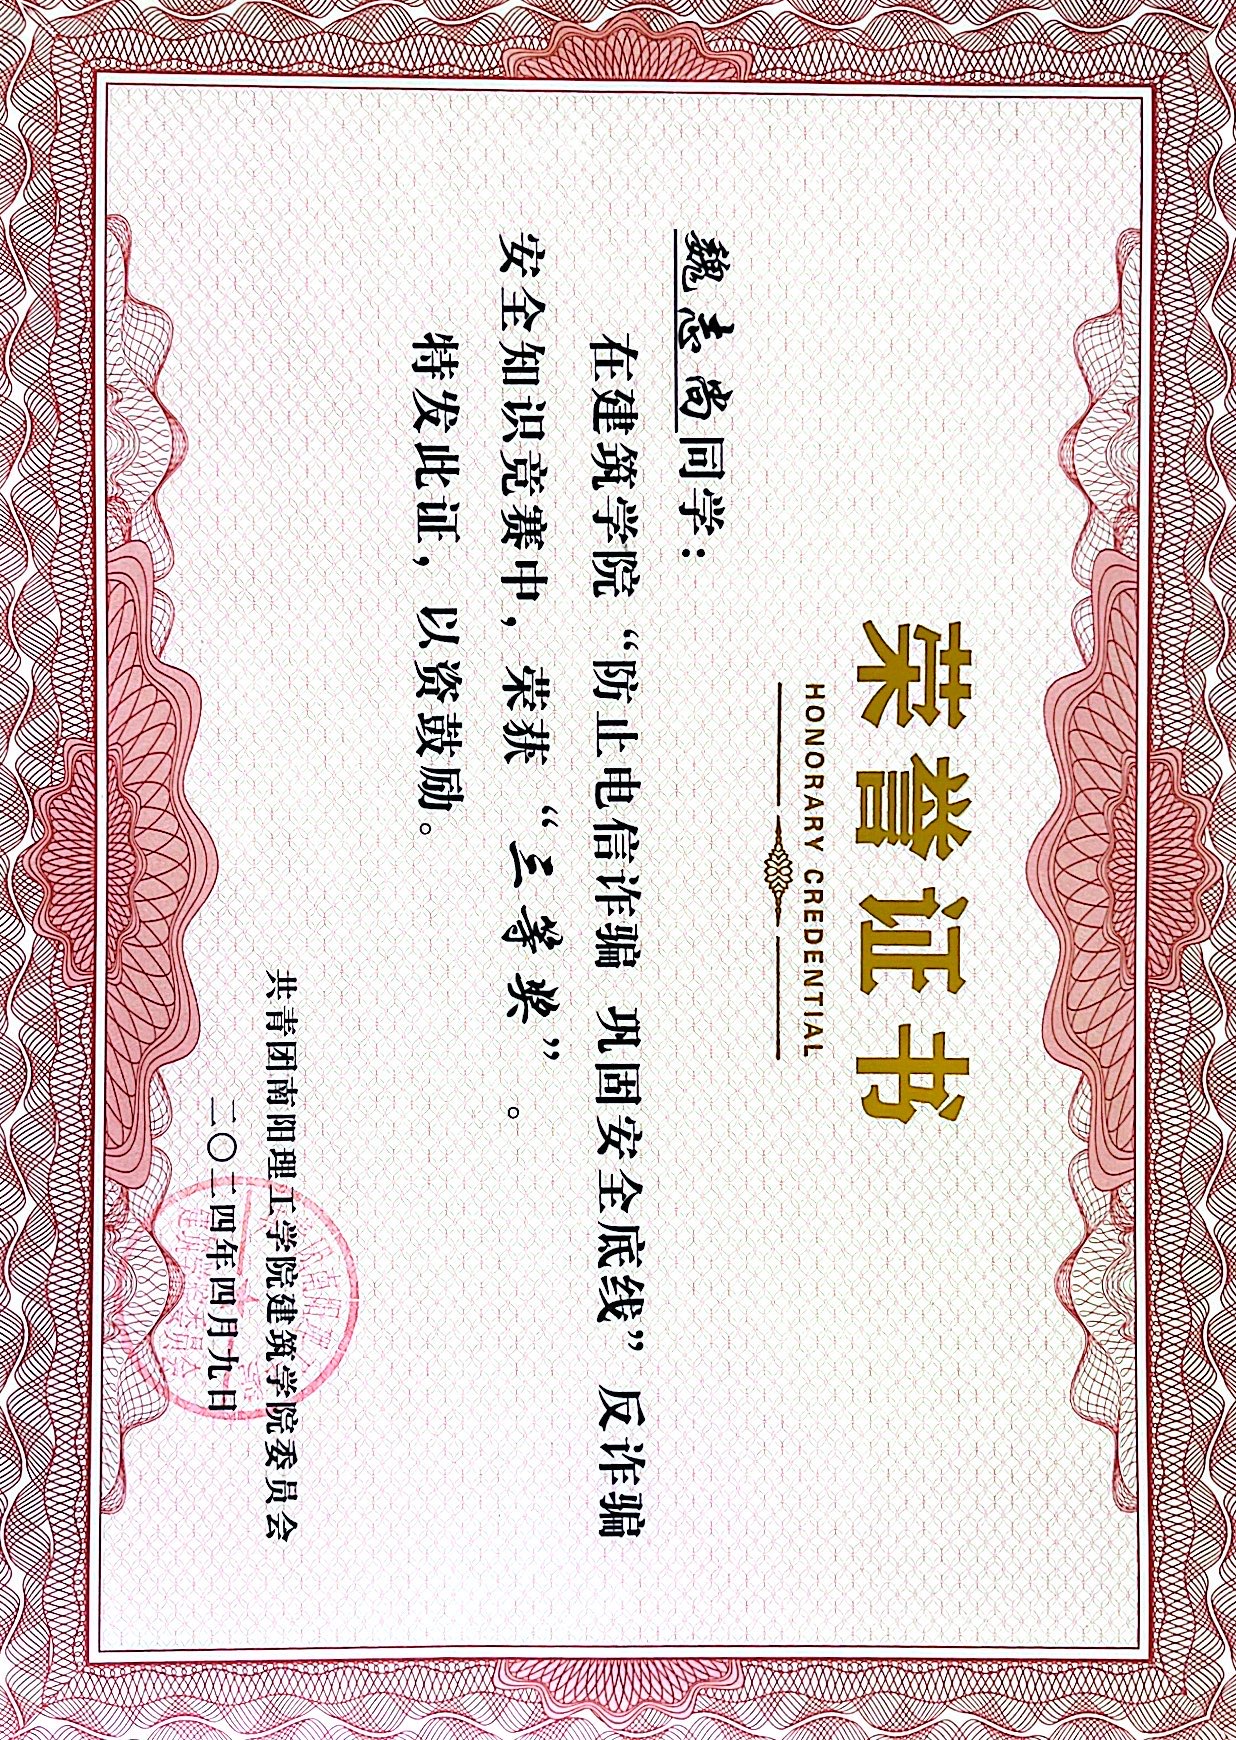 荣誉证书
HONORARY CREDENTIAL
魏志尚同学：
在建筑学院“防止电信诈骗 巩固安全底线”反诈骗
安全知识竞赛中，荣获“三等奖”。
特发此证，以资鼓励。
共青团南阳理工学院建筑学院委员会
二〇二四年四月九日